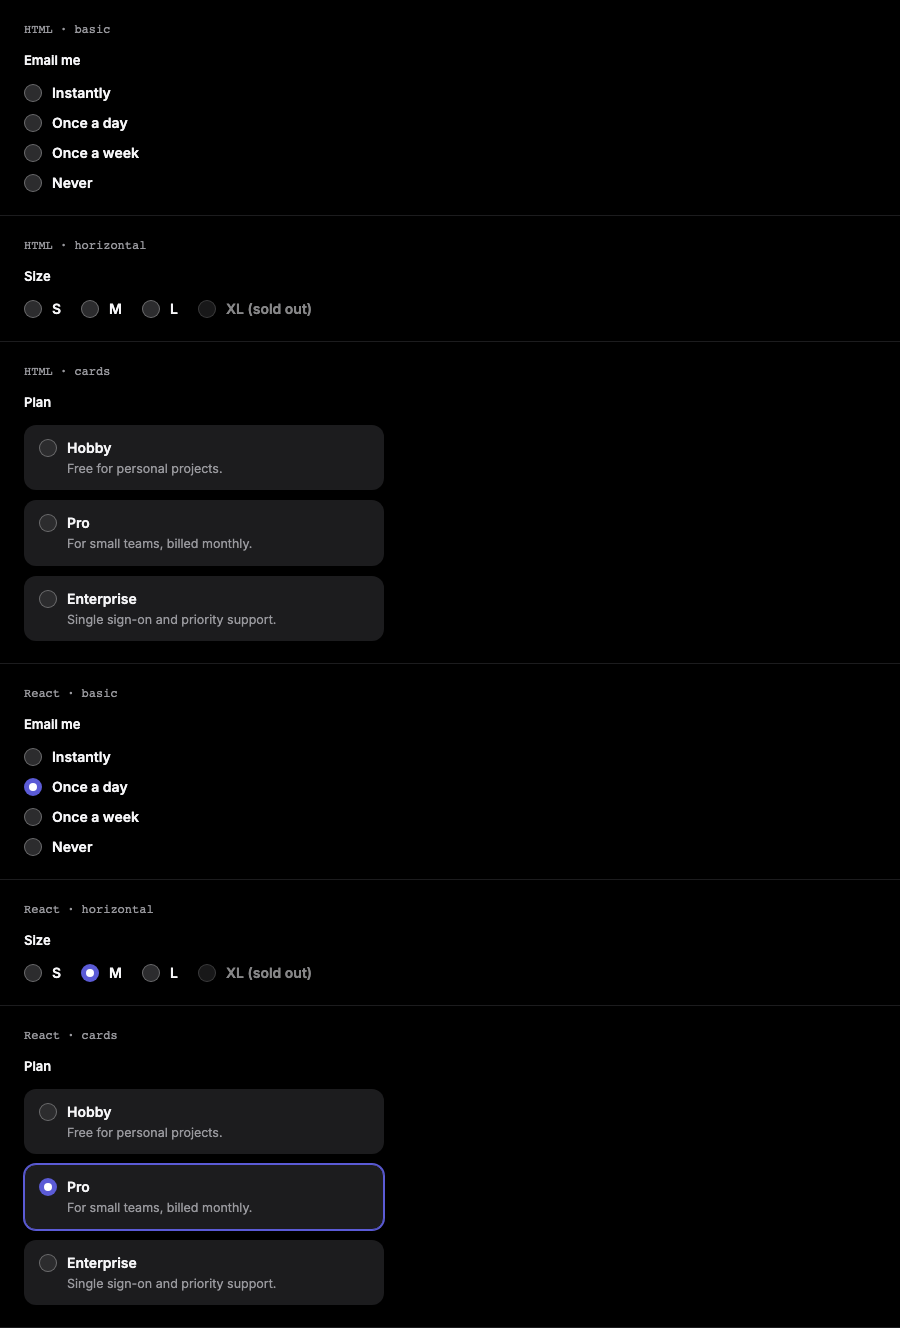 HTML · basic
Email me
Instantly
Once a day
Once a week
Never
HTML · horizontal
Size
S M L XL (sold out)
HTML · cards
Plan
Hobby
Free for personal projects.
Pro
For small teams, billed monthly.
Enterprise
Single sign-on and priority support.
React · basic
Email me
Instantly
Once a day
Once a week
Never
React · horizontal
Size
S M L XL (sold out)
React · cards
Plan
Hobby
Free for personal projects.
Pro
For small teams, billed monthly.
Enterprise
Single sign-on and priority support.